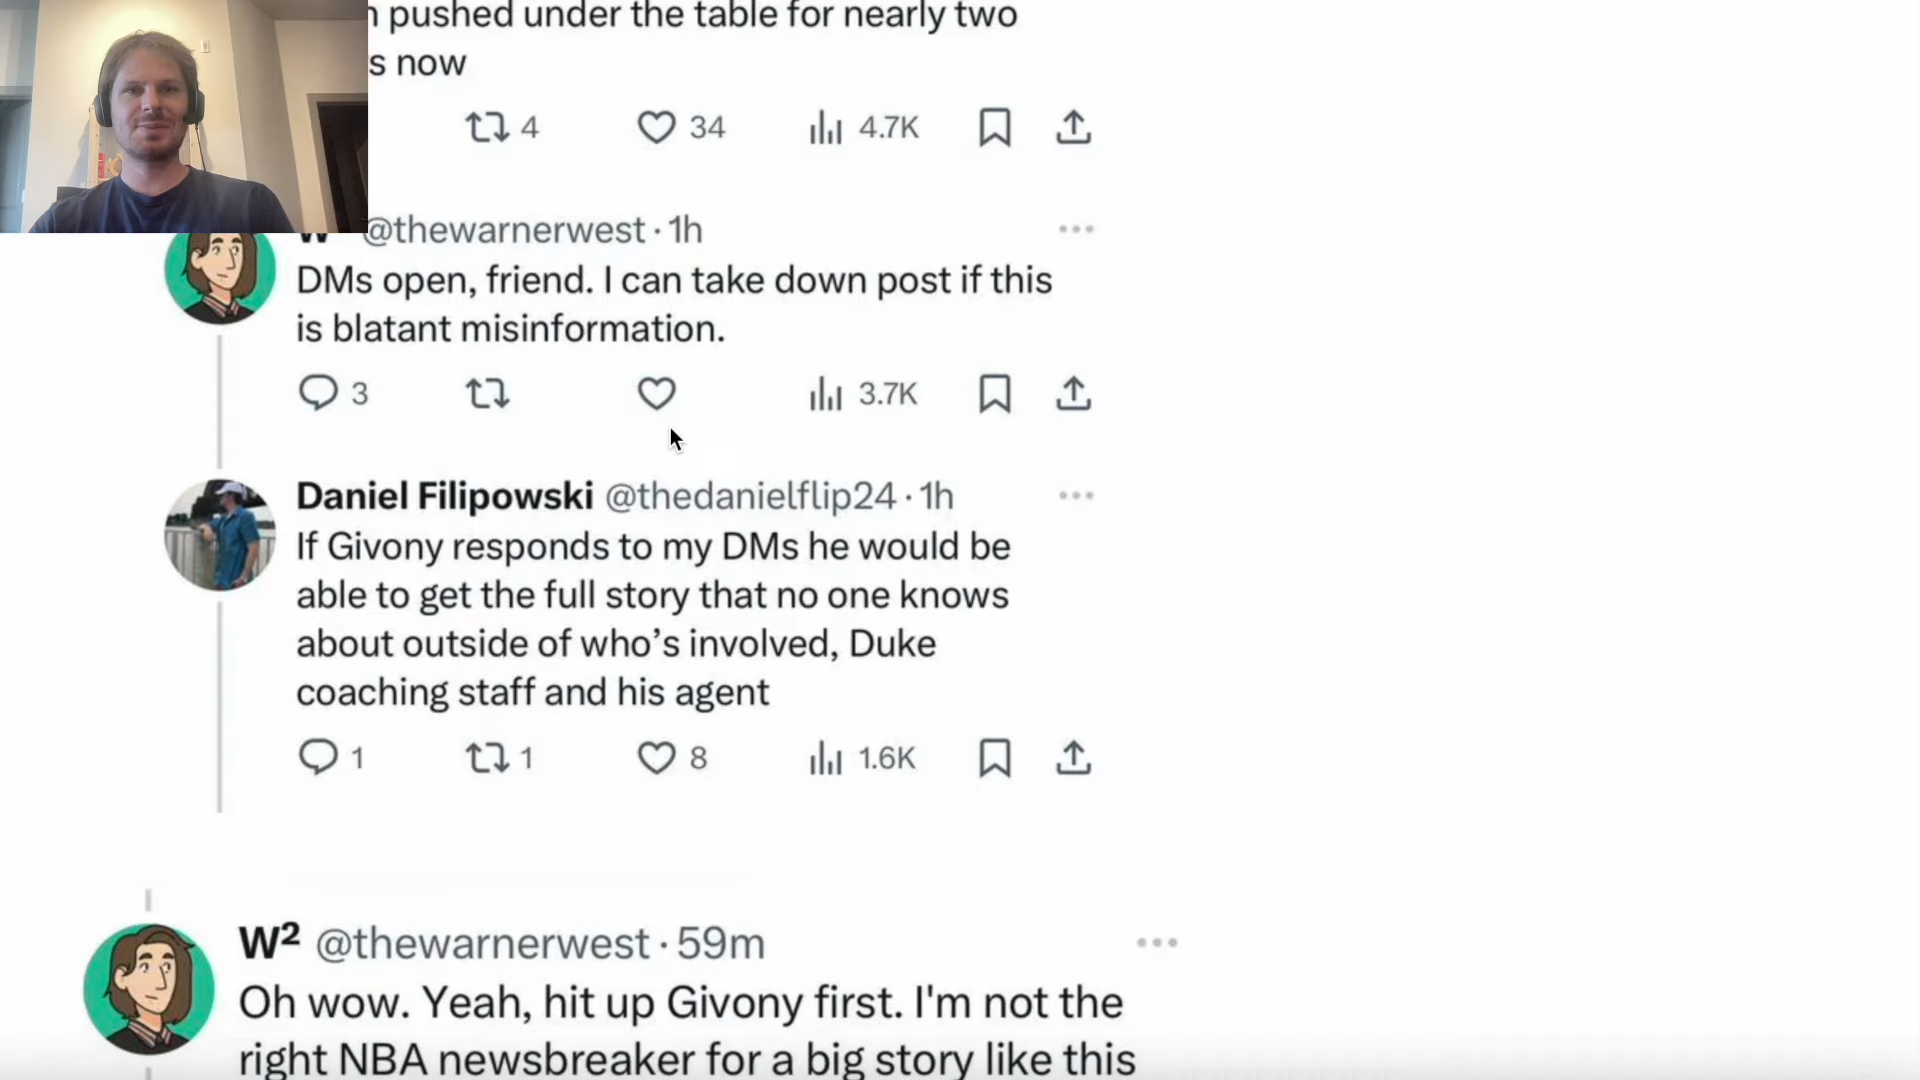 pushed under the table for nearly two
s now
4 34 4.7K
@thewarnerwest · 1h
DMs open, friend. I can take down post if this
is blatant misinformation.
3 3.7K
Daniel Filipowski @thedanielflip24 · 1h
If Givony responds to my DMs he would be
able to get the full story that no one knows
about outside of who’s involved, Duke
coaching staff and his agent
1 1 8 1.6K
W² @thewarnerwest · 59m
Oh wow. Yeah, hit up Givony first. I'm not the
right NBA newsbreaker for a big story like this